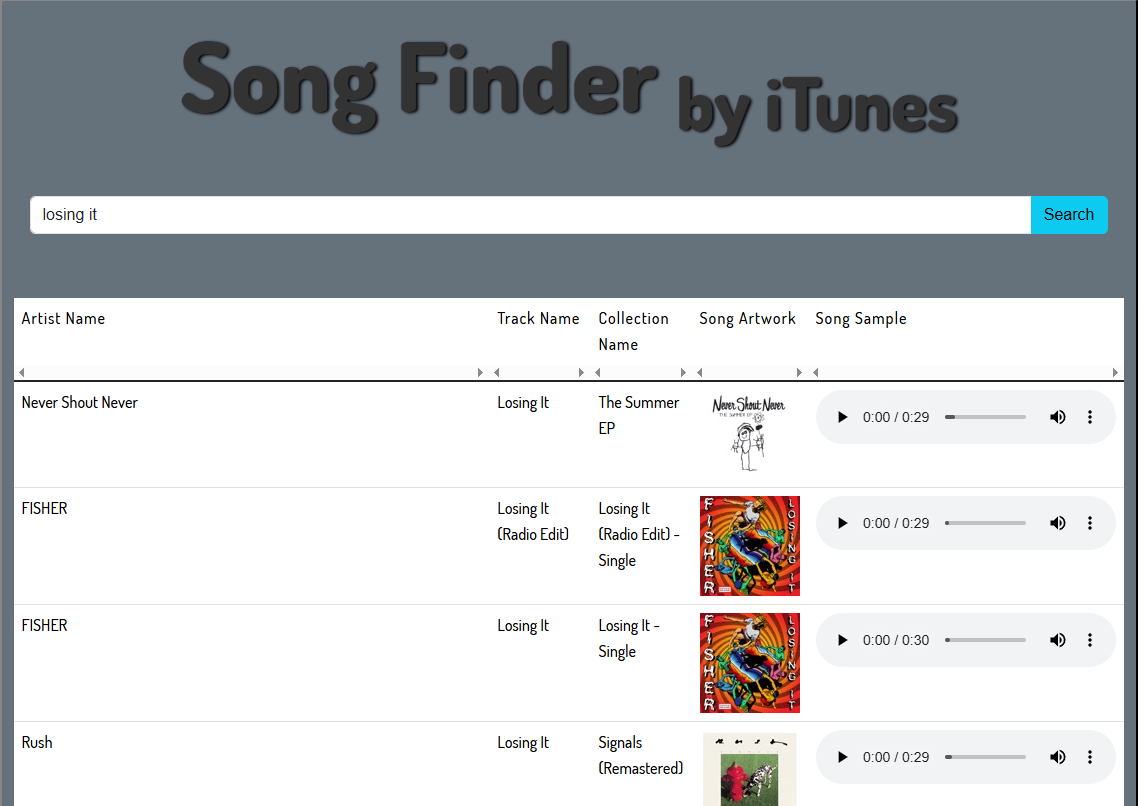 Song Finder by iTunes
losing it
Search
Artist Name
Track Name
Collection
Name
Song Artwork
Song Sample
Never Shout Never
Losing It
The Summer
EP
Never Shout Never
THE SUMMER EP
0:00 / 0:29
FISHER
Losing It
(Radio Edit)
Losing It
(Radio Edit) -
Single
FISHER
LOSING IT
0:00 / 0:29
FISHER
Losing It
Losing It -
Single
FISHER
LOSING IT
0:00 / 0:30
Rush
Losing It
Signals
(Remastered)
rush
0:00 / 0:29